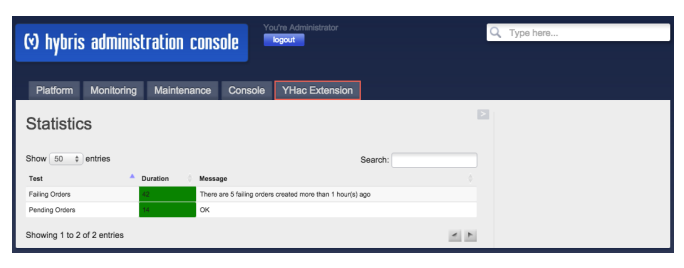 You're Administrator
(y) hybris administration console
logout
Type here...
Platform Monitoring Maintenance Console YHac Extension
Statistics
Show 50 entries Search:
Test Duration Message
Failing Orders 42 There are 5 failing orders created more than 1 hour(s) ago
Pending Orders 14 OK
Showing 1 to 2 of 2 entries